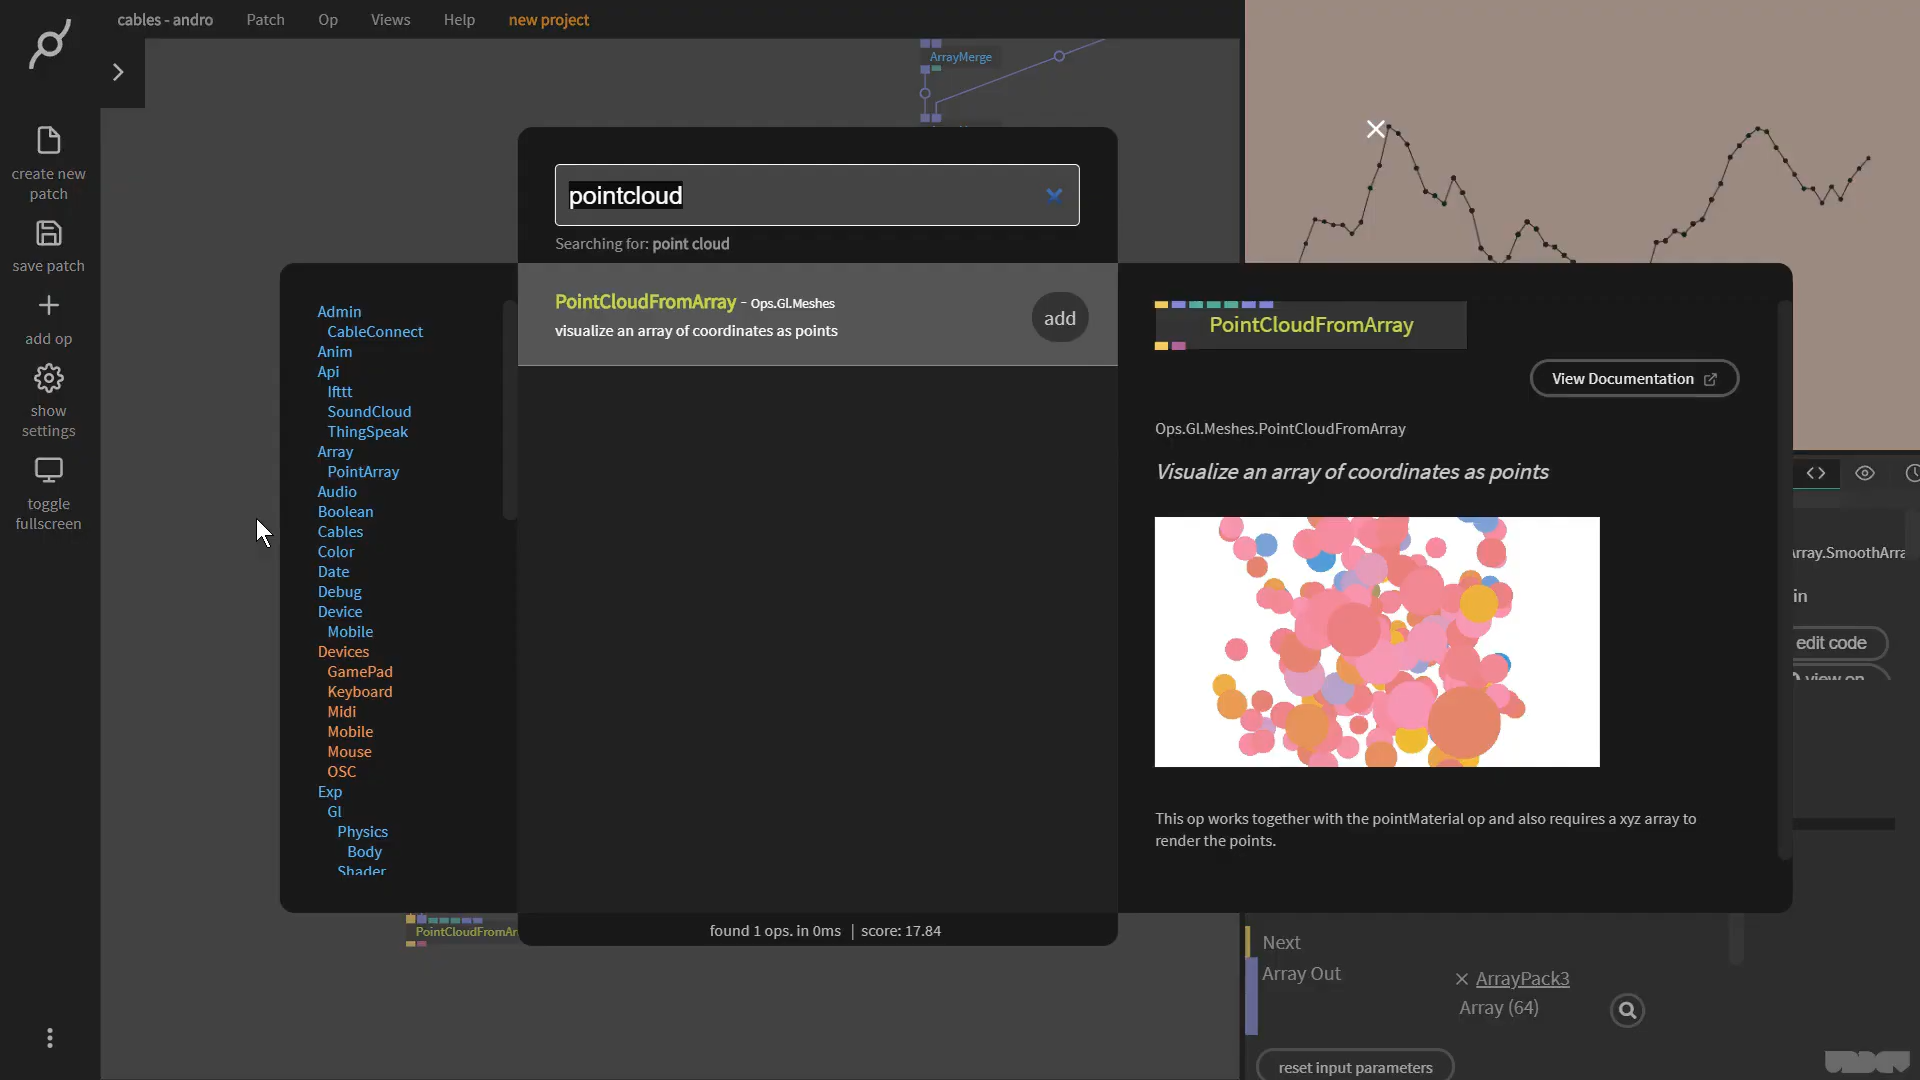 cables - andro
Patch
Op
Views
Help
new project
create new
patch
save patch
add op
show
settings
toggle
fullscreen
ArrayMerge
pointcloud
Searching for: point cloud
Admin
CableConnect
Anim
Api
Ifttt
SoundCloud
ThingSpeak
Array
PointArray
Audio
Boolean
Cables
Color
Date
Debug
Device
Mobile
Devices
GamePad
Keyboard
Midi
Mobile
Mouse
OSC
Exp
Gl
Physics
Body
Shader
PointCloudFromArray - Ops.Gl.Meshes
visualize an array of coordinates as points
add
found 1 ops. in 0ms | score: 17.84
PointCloudFromArray
View Documentation
Ops.Gl.Meshes.PointCloudFromArray
Visualize an array of coordinates as points
This op works together with the pointMaterial op and also requires a xyz array to
render the points.
PointCloudFromAr
Array.SmoothArra
in
edit code
view op
Next
Array Out
ArrayPack3
Array (64)
reset input parameters